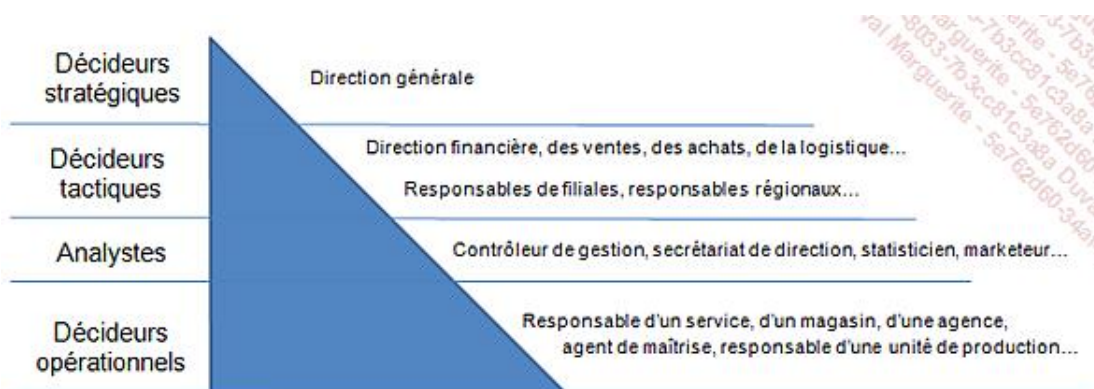 Décideurs
stratégiques
Direction générale
Décideurs
tactiques
Direction financière, des ventes, des achats, de la logistique...
Responsables de filiales, responsables régionaux...
Analystes
Contrôleur de gestion, secrétariat de direction, statisticien, marketeur...
Décideurs
opérationnels
Responsable d'un service, d'un magasin, d'une agence,
agent de maîtrise, responsable d'une unité de production...